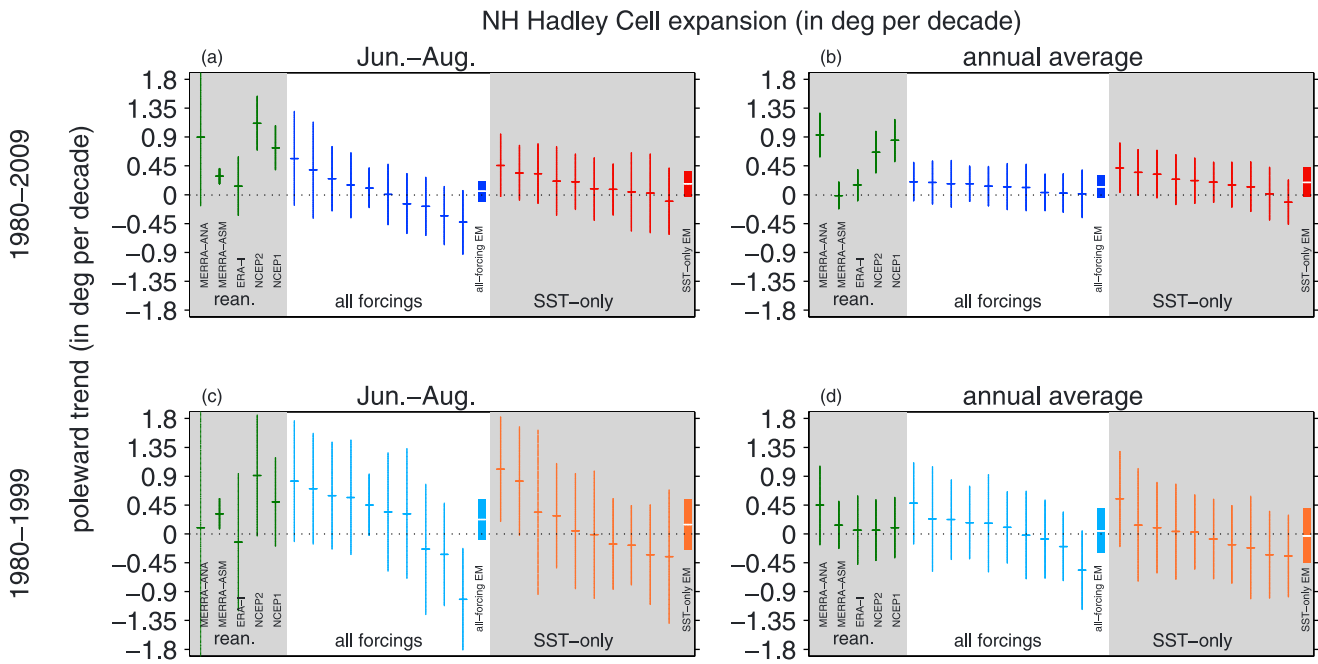 NH Hadley Cell expansion (in deg per decade)
1980−2009
1980−1999
poleward trend (in deg per decade)
(a)
Jun.−Aug.
1.8
1.35
0.9
0.45
0
−0.45
−0.9
−1.35
−1.8
MERRA−ANA
MERRA−ASM
ERA−I
NCEP2
NCEP1
rean.
all forcings
all−forcing EM
SST−only
SST−only EM
(b)
annual average
1.8
1.35
0.9
0.45
0
−0.45
−0.9
−1.35
−1.8
MERRA−ANA
MERRA−ASM
ERA−I
NCEP2
NCEP1
rean.
all forcings
all−forcing EM
SST−only
SST−only EM
(c)
Jun.−Aug.
1.8
1.35
0.9
0.45
0
−0.45
−0.9
−1.35
−1.8
MERRA−ANA
MERRA−ASM
ERA−I
NCEP2
NCEP1
rean.
all forcings
all−forcing EM
SST−only
SST−only EM
(d)
annual average
1.8
1.35
0.9
0.45
0
−0.45
−0.9
−1.35
−1.8
MERRA−ANA
MERRA−ASM
ERA−I
NCEP2
NCEP1
rean.
all forcings
all−forcing EM
SST−only
SST−only EM